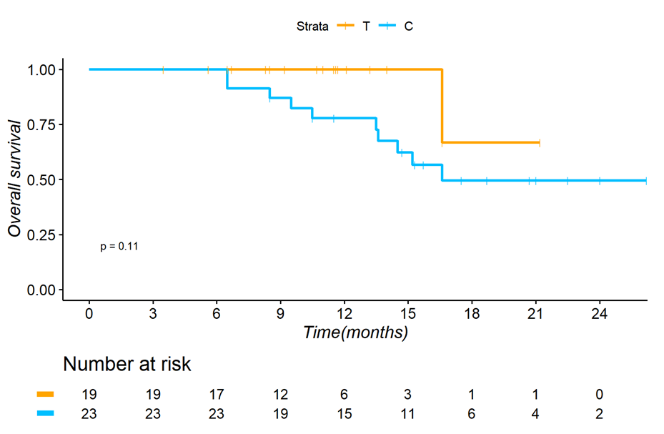 Strata T C
1.00
0.75
0.50
0.25
0.00
Overall survival
p = 0.11
0 3 6 9 12 15 18 21 24
Time(months)
Number at risk
19 19 17 12 6 3 1 1 0
23 23 23 19 15 11 6 4 2